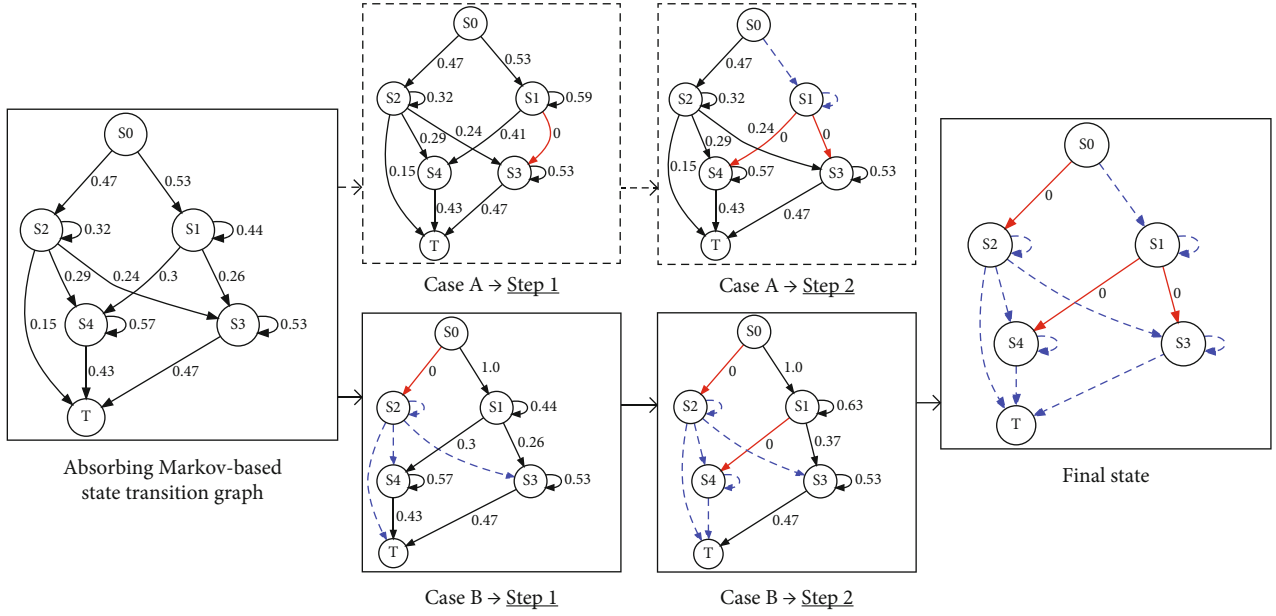 S0
0.47
0.53
S2
0.32
S1
0.44
0.29
0.24
0.3
0.26
0.15
S4
0.57
S3
0.53
0.43
0.47
T
Absorbing Markov-based
state transition graph
S0
0.47
0.53
S2
0.32
S1
0.59
0.24
0
0.29
0.41
0.15
S4
0.57
S3
0.53
0.43
0.47
T
Case A → Step 1
S0
0.47
S2
0.32
S1
0.24
0
0
0.29
0.15
S4
0.57
S3
0.53
0.43
0.47
T
Case A → Step 2
S0
0
1.0
S2
S1
0.44
0.3
0.26
S4
0.57
S3
0.53
0.43
0.47
T
Case B → Step 1
S0
0
1.0
S2
S1
0.63
0
0.37
S4
S3
0.53
0.47
T
Case B → Step 2
S0
0
S2
S1
0
0
S4
S3
T
Final state